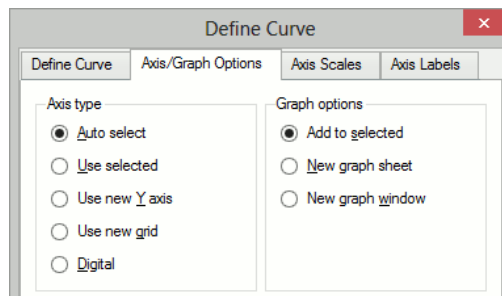 Define Curve
Define Curve Axis/Graph Options Axis Scales Axis Labels
Axis type
Auto select
Use selected
Use new Y axis
Use new grid
Digital
Graph options
Add to selected
New graph sheet
New graph window